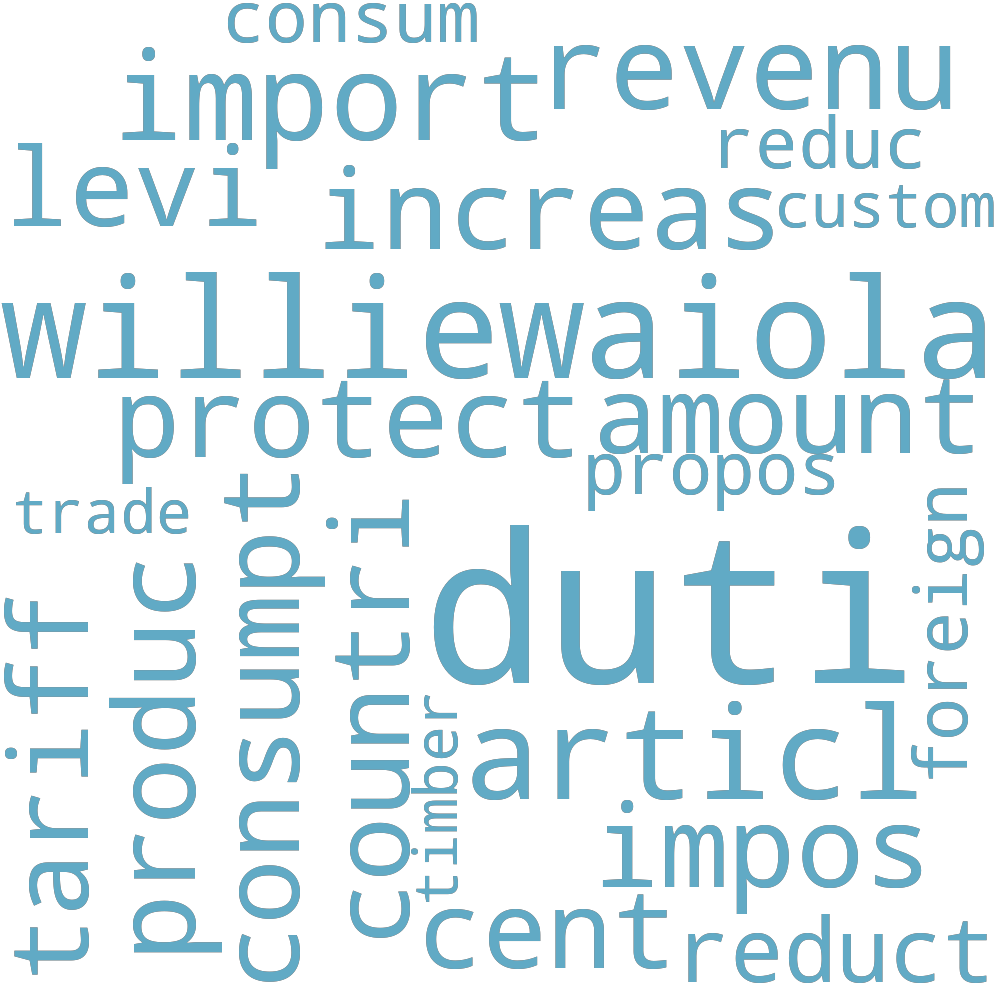 consum
import
revenu
reduc
levi
increas
custom
williewaiola
protect
amount
propos
trade
duti
foreign
tariff
produc
consumpt
countri
timber
articl
impos
cent
reduct